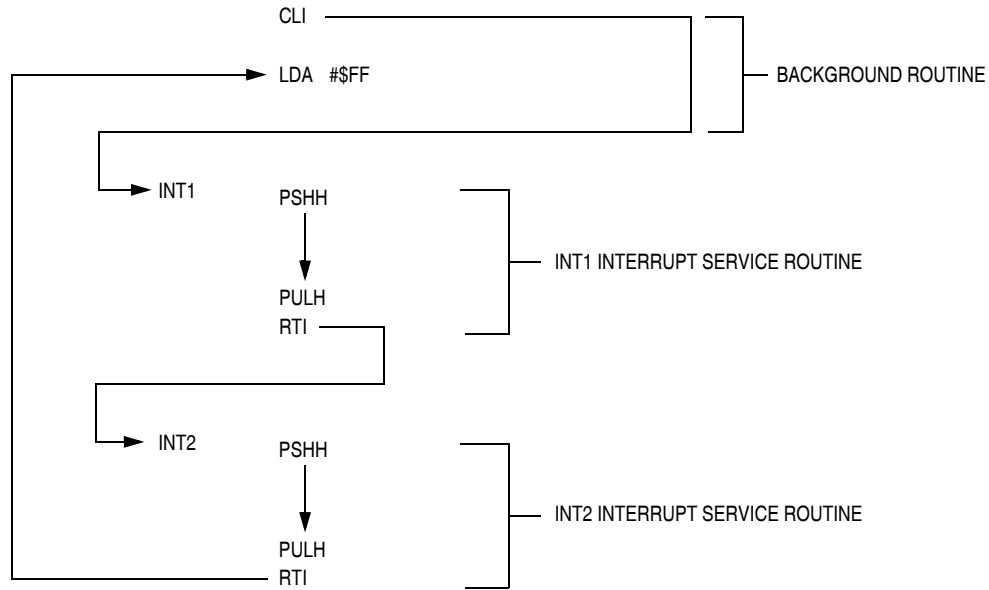 CLI
LDA #$FF
BACKGROUND ROUTINE
INT1
PSHH
INT1 INTERRUPT SERVICE ROUTINE
PULH
RTI
INT2
PSHH
INT2 INTERRUPT SERVICE ROUTINE
PULH
RTI